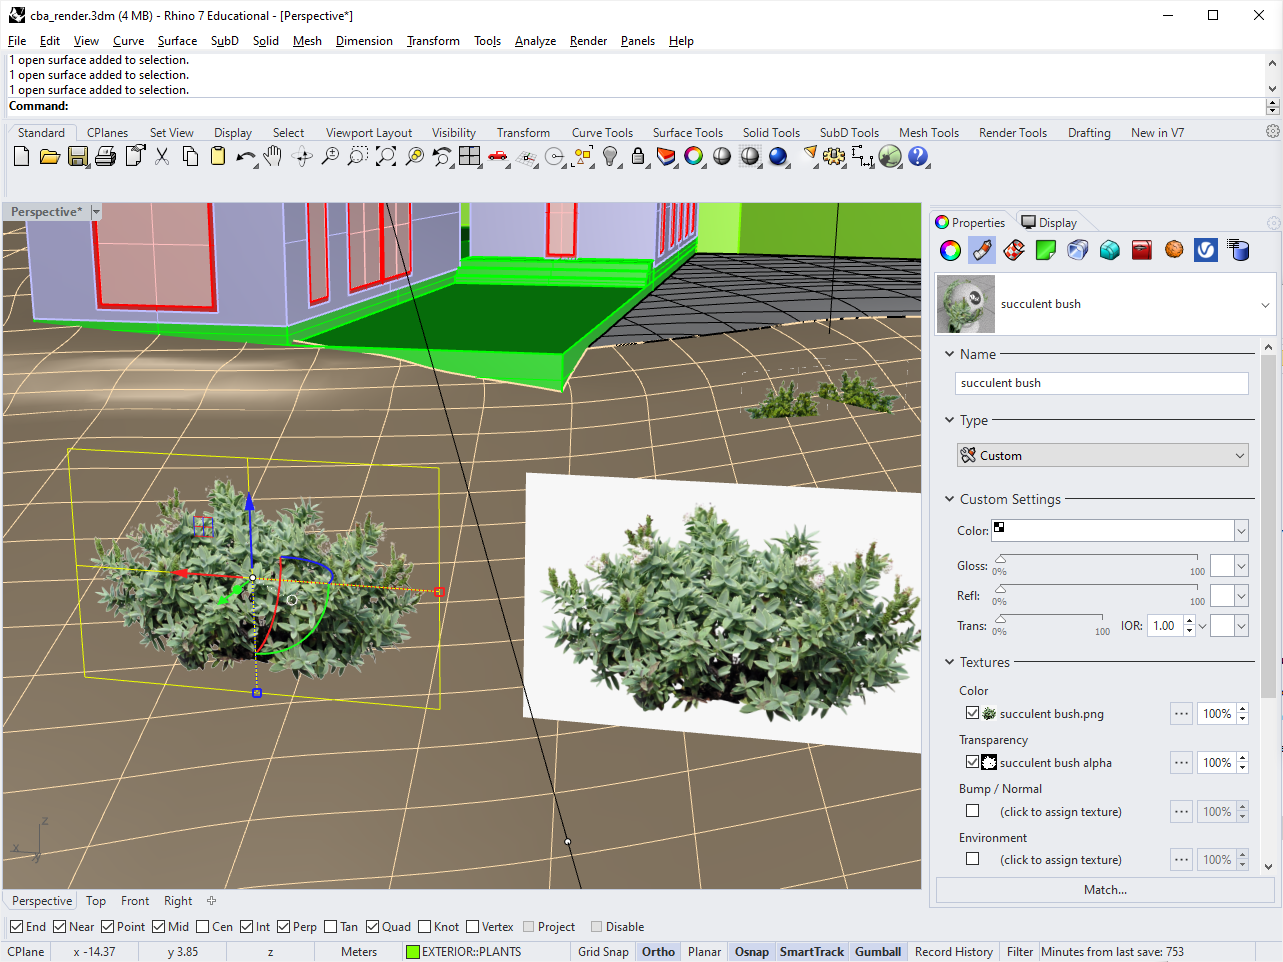 cba_render.3dm (4 MB) - Rhino 7 Educational - [Perspective*]
File Edit View Curve Surface SubD Solid Mesh Dimension Transform Tools Analyze Render Panels Help
1 open surface added to selection.
1 open surface added to selection.
1 open surface added to selection.
Command:
Standard CPlanes Set View Display Select Viewport Layout Visibility Transform Curve Tools Surface Tools Solid Tools SubD Tools Mesh Tools Render Tools Drafting New in V7
Perspective*
Properties Display
succulent bush
Name
succulent bush
Type
Custom
Custom Settings
Color:
Gloss: 0% 100
Refl: 0% 100
Trans: 0% 100 IOR: 1.00
Textures
Color
succulent bush.png ... 100%
Transparency
succulent bush alpha ... 100%
Bump / Normal
(click to assign texture) ... 100%
Environment
(click to assign texture) ... 100%
Match...
z
x
y
Perspective Top Front Right
End Near Point Mid Cen Int Perp Tan Quad Knot Vertex Project Disable
CPlane x -14.37 y 3.85 z Meters EXTERIOR::PLANTS Grid Snap Ortho Planar Osnap SmartTrack Gumball Record History Filter Minutes from last save: 753